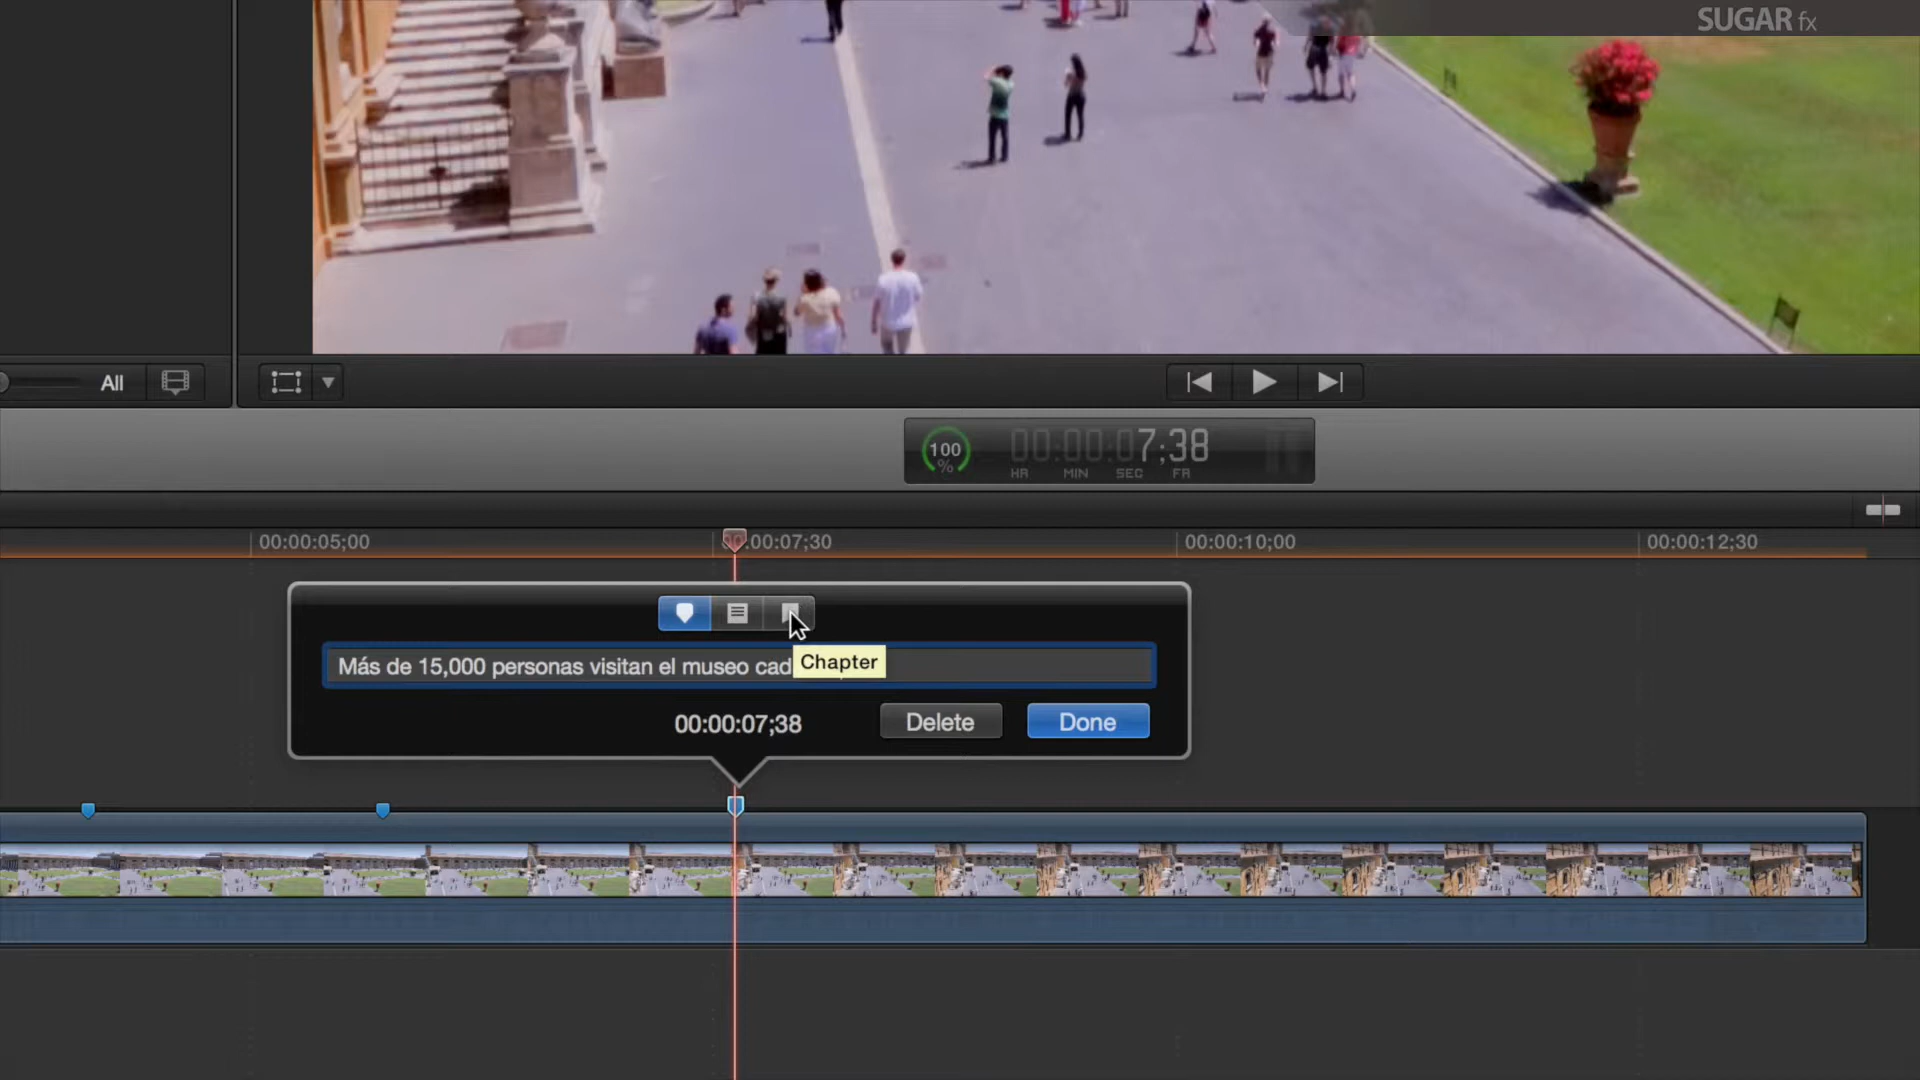 SUGAR fx
All
100
%
00:00:07;38
HR MIN SEC FR
00:00:05;00
00:00:07;30
00:00:10;00
00:00:12;30
Más de 15,000 personas visitan el museo cad
Chapter
00:00:07;38
Delete
Done